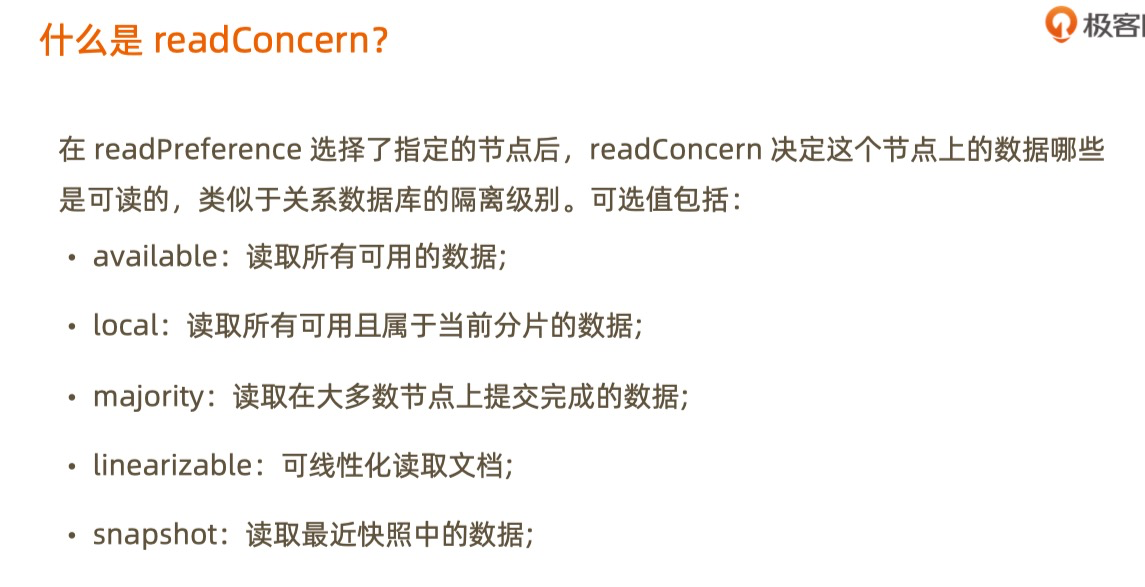 什么是 readConcern？
极客
在 readPreference 选择了指定的节点后，readConcern 决定这个节点上的数据哪些
是可读的，类似于关系数据库的隔离级别。可选值包括：
• available：读取所有可用的数据;
• local：读取所有可用且属于当前分片的数据;
• majority：读取在大多数节点上提交完成的数据;
• linearizable：可线性化读取文档;
• snapshot：读取最近快照中的数据;